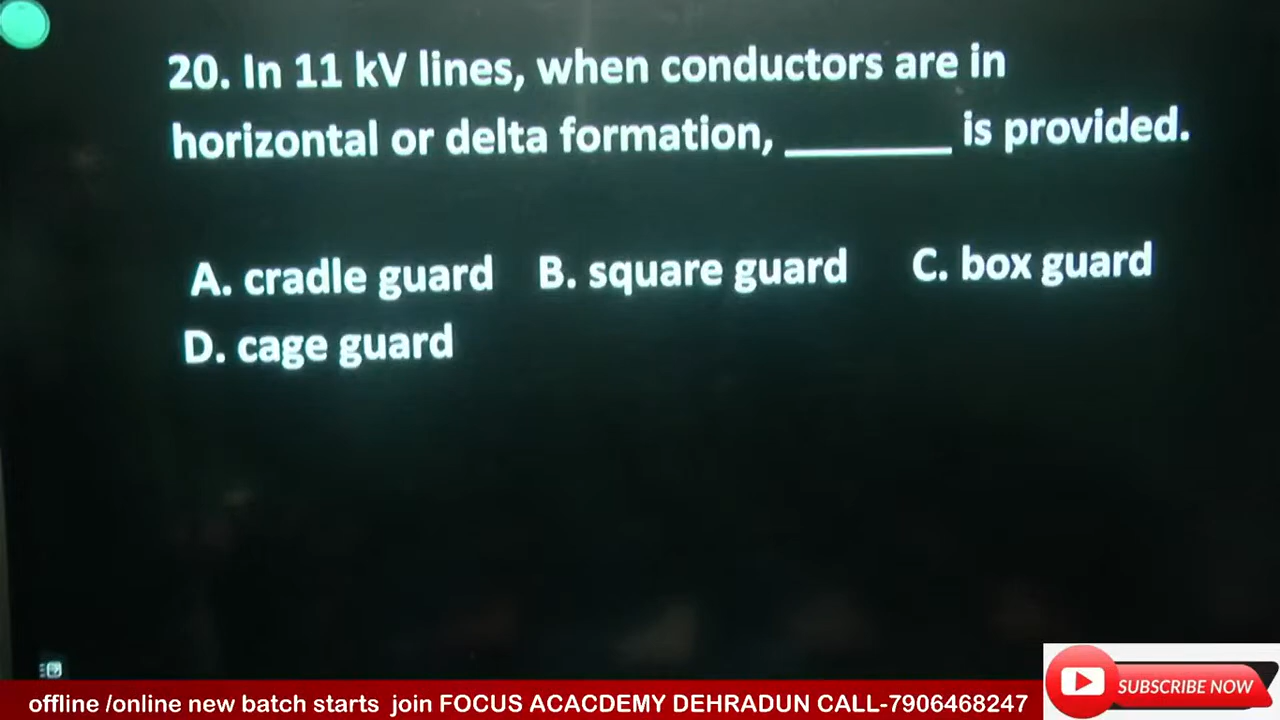 20. In 11 kV lines, when conductors are in
horizontal or delta formation, ________ is provided.
A. cradle guard B. square guard C. box guard
D. cage guard
offline /online new batch starts join FOCUS ACACDEMY DEHRADUN CALL-7906468247
SUBSCRIBE NOW